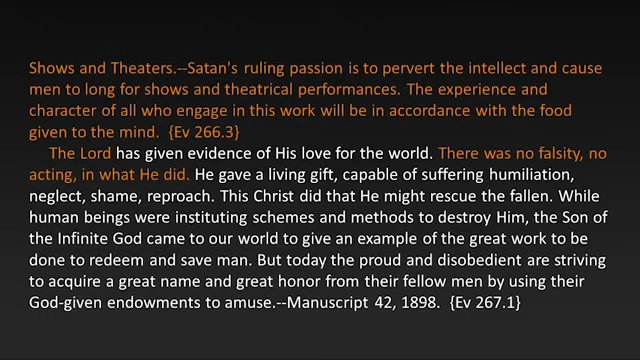 Shows and Theaters.--Satan's ruling passion is to pervert the intellect and cause
men to long for shows and theatrical performances. The experience and
character of all who engage in this work will be in accordance with the food
given to the mind. {Ev 266.3}
The Lord has given evidence of His love for the world. There was no falsity, no
acting, in what He did. He gave a living gift, capable of suffering humiliation,
neglect, shame, reproach. This Christ did that He might rescue the fallen. While
human beings were instituting schemes and methods to destroy Him, the Son of
the Infinite God came to our world to give an example of the great work to be
done to redeem and save man. But today the proud and disobedient are striving
to acquire a great name and great honor from their fellow men by using their
God-given endowments to amuse.--Manuscript 42, 1898. {Ev 267.1}